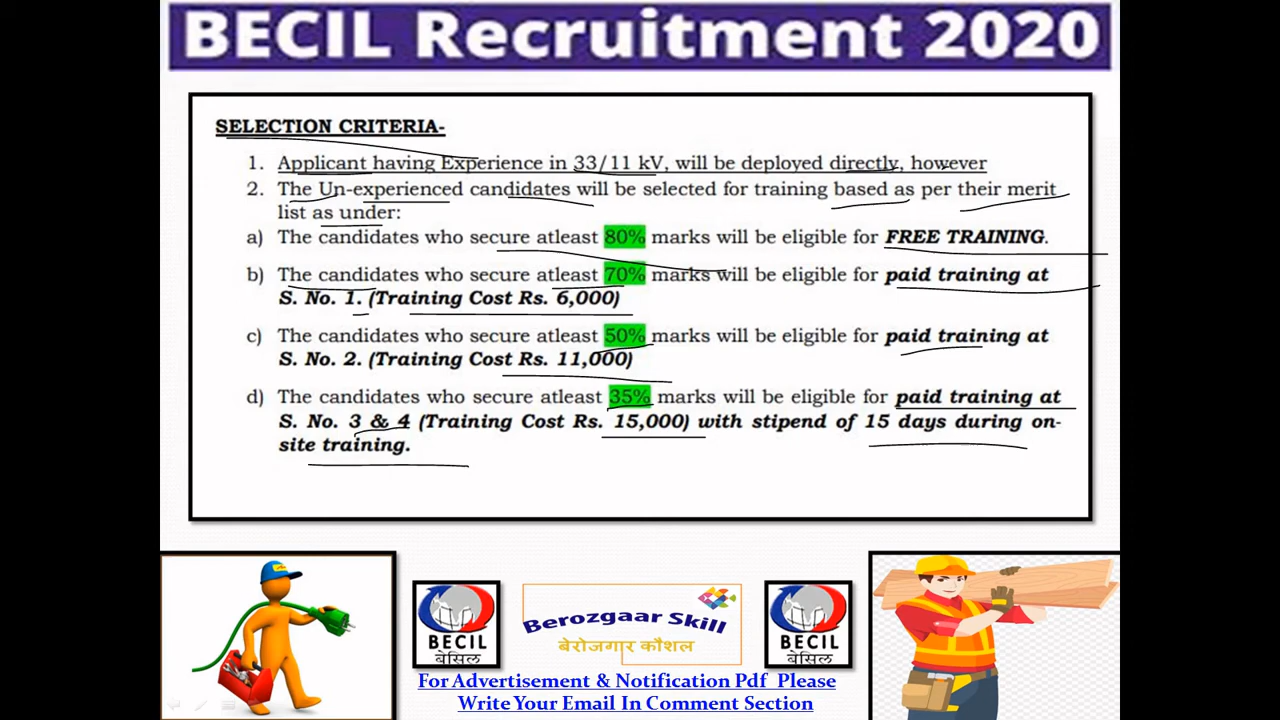 BECIL Recruitment 2020
SELECTION CRITERIA-
1. Applicant having Experience in 33/11 kV, will be deployed directly, however
2. The Un-experienced candidates will be selected for training based as per their merit
list as under:
a) The candidates who secure atleast 80% marks will be eligible for FREE TRAINING.
b) The candidates who secure atleast 70% marks will be eligible for paid training at
S. No. 1. (Training Cost Rs. 6,000)
c) The candidates who secure atleast 50% marks will be eligible for paid training at
S. No. 2. (Training Cost Rs. 11,000)
d) The candidates who secure atleast 35% marks will be eligible for paid training at
S. No. 3 & 4 (Training Cost Rs. 15,000) with stipend of 15 days during on-
site training.
BECIL
बेसिल
Berozgaar Skill
बेरोजगार कौशल
BECIL
बेसिल
For Advertisement & Notification Pdf Please
Write Your Email In Comment Section